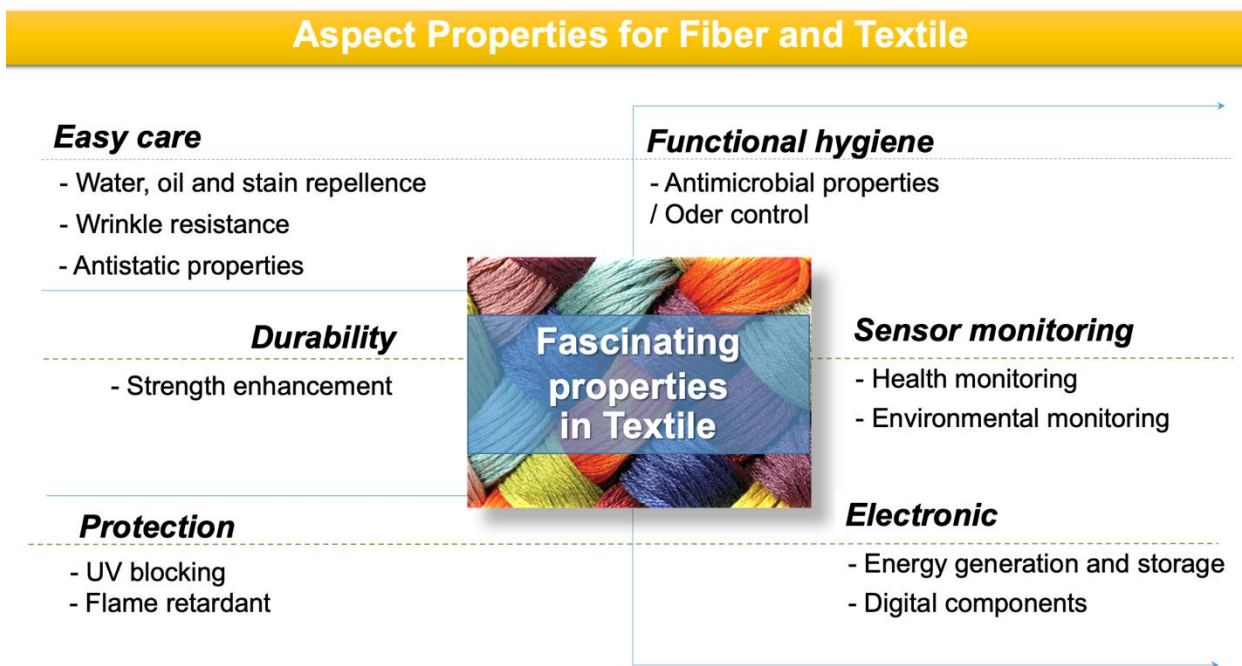 Aspect Properties for Fiber and Textile
Easy care
- Water, oil and stain repellence
- Wrinkle resistance
- Antistatic properties
Functional hygiene
- Antimicrobial properties
/ Oder control
Durability
- Strength enhancement
Fascinating
properties
in Textile
Sensor monitoring
- Health monitoring
- Environmental monitoring
Protection
- UV blocking
- Flame retardant
Electronic
- Energy generation and storage
- Digital components